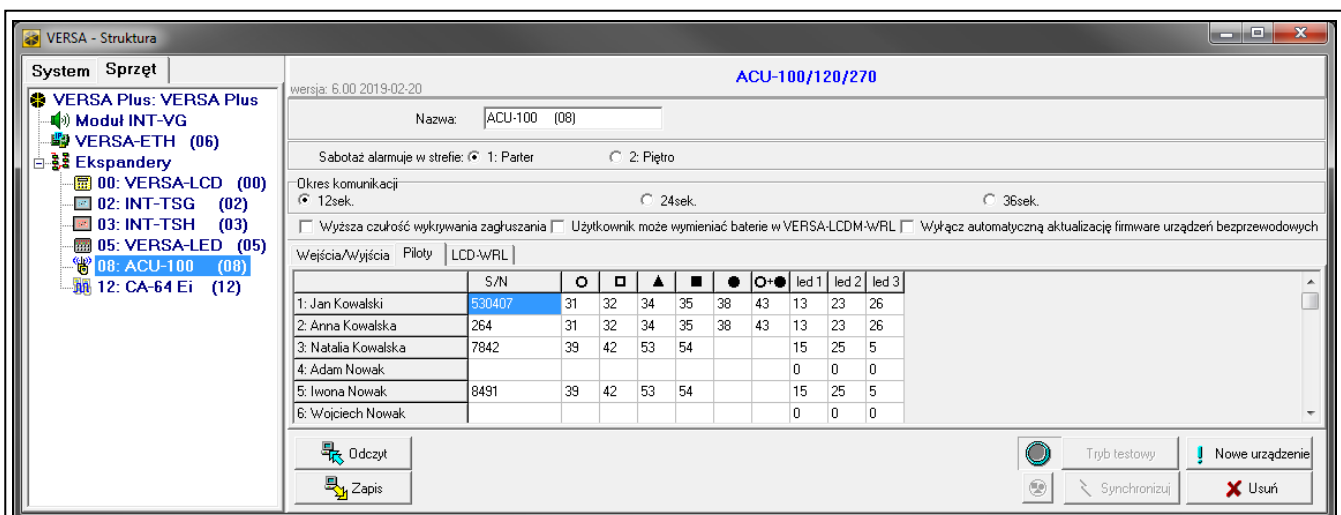 VERSA - Struktura
System Sprzęt
VERSA Plus: VERSA Plus
Moduł INT-VG
VERSA-ETH (06)
Ekspandery
00: VERSA-LCD (00)
02: INT-TSG (02)
03: INT-TSH (03)
05: VERSA-LED (05)
08: ACU-100 (08)
12: CA-64 Ei (12)
ACU-100/120/270
wersja: 6.00 2019-02-20
Nazwa: ACU-100 (08)
Sabotaż alarmuje w strefie: 1: Parter 2: Piętro
Okres komunikacji
12sek. 24sek. 36sek.
Wyższa czułość wykrywania zagłuszania Użytkownik może wymieniać baterie w VERSA-LCDM-WRL Wyłącz automatyczną aktualizację firmware urządzeń bezprzewodowych
Wejścia/Wyjścia Piloty LCD-WRL
S/N led 1 led 2 led 3
1: Jan Kowalski 530407 31 32 34 35 38 43 13 23 26
2: Anna Kowalska 264 31 32 34 35 38 43 13 23 26
3: Natalia Kowalska 7842 39 42 53 54 15 25 5
4: Adam Nowak 0 0 0
5: Iwona Nowak 8491 39 42 53 54 15 25 5
6: Wojciech Nowak 0 0 0
Odczyt Tryb testowy Nowe urządzenie
Zapis Synchronizuj Usuń